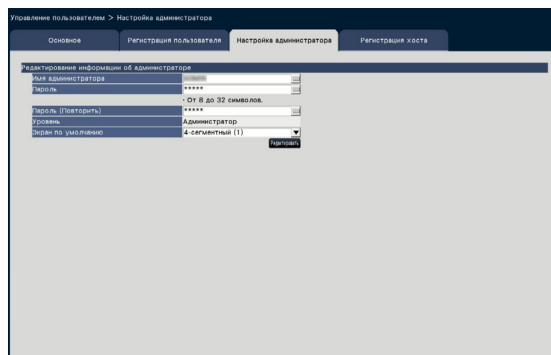 Управление пользователем > Настройка администратора
Основное Регистрация пользователя Настройка администратора Регистрация хоста
Редактирование информации об администраторе
Имя администратора
Пароль *****
· От 8 до 32 символов.
Пароль (Повторить) *****
Уровень Администратор
Экран по умолчанию 4-сегментный (1)
Редактировать